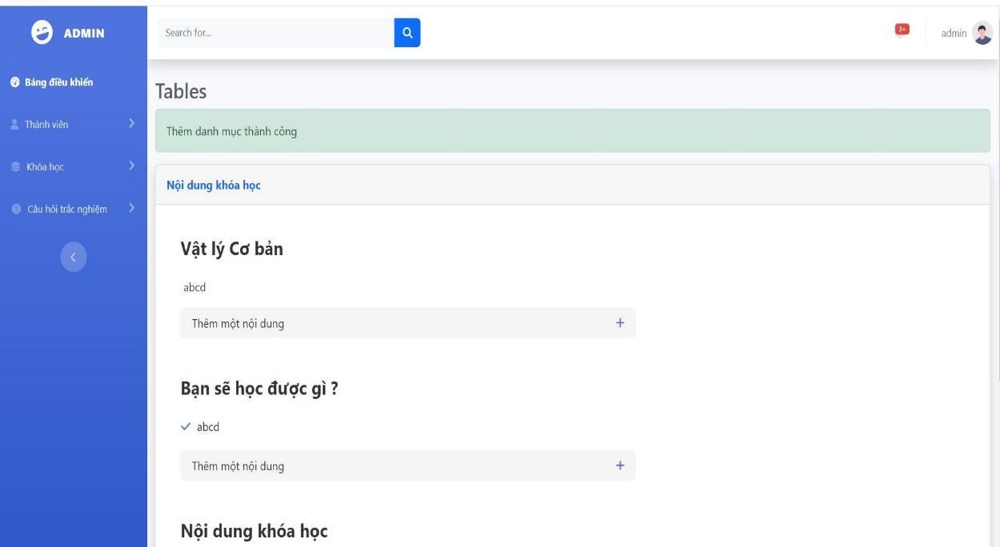 ADMIN
Search for...
3+
admin
Bảng điều khiển
Thành viên
Khóa học
Câu hỏi trắc nghiệm
Tables
Thêm danh mục thành công
Nội dung khóa học
Vật lý Cơ bản
abcd
Thêm một nội dung
Bạn sẽ học được gì ?
abcd
Thêm một nội dung
Nội dung khóa học